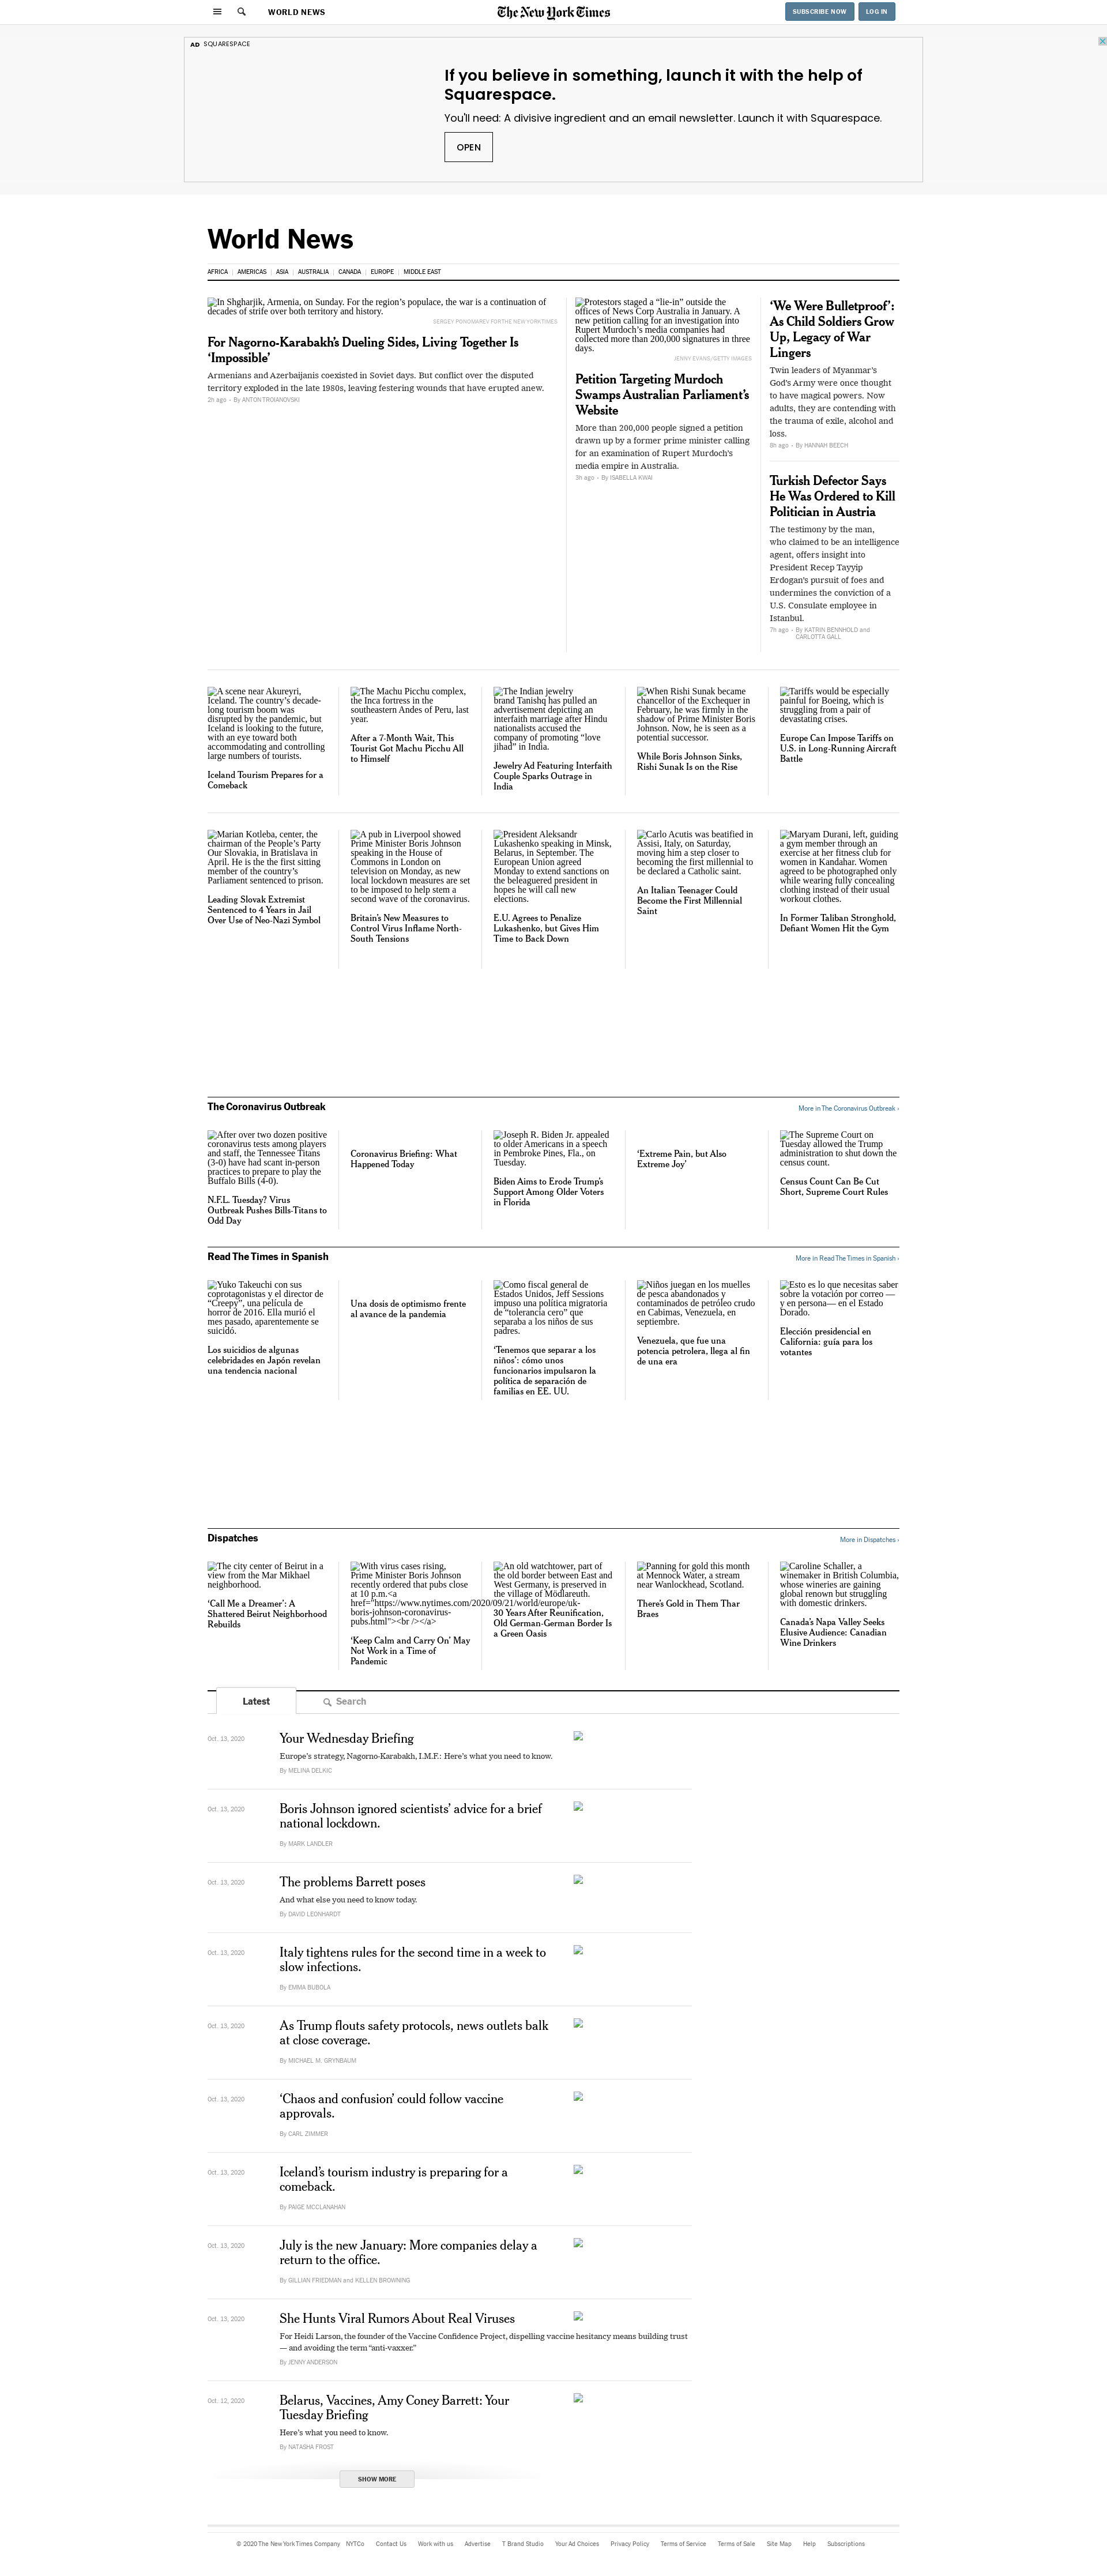 WORLD NEWS
The New York Times
SUBSCRIBE NOW
LOG IN
AD SQUARESPACE
If you believe in something, launch it with the help of
Squarespace.
You'll need: A divisive ingredient and an email newsletter. Launch it with Squarespace.
OPEN
World News
AFRICA
AMERICAS
ASIA
AUSTRALIA
CANADA
EUROPE
MIDDLE EAST
In Shgharjik, Armenia, on Sunday. For the region’s populace, the war is a continuation of
decades of strife over both territory and history.
SERGEY PONOMAREV FOR THE NEW YORK TIMES
For Nagorno-Karabakh’s Dueling Sides, Living Together Is
‘Impossible’
Armenians and Azerbaijanis coexisted in Soviet days. But conflict over the disputed
territory exploded in the late 1980s, leaving festering wounds that have erupted anew.
2h ago • By ANTON TROIANOVSKI
Protestors staged a “lie-in” outside the
offices of News Corp Australia in January. A
new petition calling for an investigation into
Rupert Murdoch’s media companies had
collected more than 200,000 signatures in three
days.
JENNY EVANS/GETTY IMAGES
Petition Targeting Murdoch
Swamps Australian Parliament’s
Website
More than 200,000 people signed a petition
drawn up by a former prime minister calling
for an examination of Rupert Murdoch’s
media empire in Australia.
3h ago • By ISABELLA KWAI
‘We Were Bulletproof’:
As Child Soldiers Grow
Up, Legacy of War
Lingers
Twin leaders of Myanmar’s
God’s Army were once thought
to have magical powers. Now
adults, they are contending with
the trauma of exile, alcohol and
loss.
8h ago • By HANNAH BEECH
Turkish Defector Says
He Was Ordered to Kill
Politician in Austria
The testimony by the man,
who claimed to be an intelligence
agent, offers insight into
President Recep Tayyip
Erdogan’s pursuit of foes and
undermines the conviction of a
U.S. Consulate employee in
Istanbul.
7h ago • By KATRIN BENNHOLD and
CARLOTTA GALL
A scene near Akureyri,
Iceland. The country’s decade-
long tourism boom was
disrupted by the pandemic, but
Iceland is looking to the future,
with an eye toward both
accommodating and controlling
large numbers of tourists.
Iceland Tourism Prepares for a
Comeback
The Machu Picchu complex,
the Inca fortress in the
southeastern Andes of Peru, last
year.
After a 7-Month Wait, This
Tourist Got Machu Picchu All
to Himself
The Indian jewelry
brand Tanishq has pulled an
advertisement depicting an
interfaith marriage after Hindu
nationalists accused the
company of promoting “love
jihad” in India.
Jewelry Ad Featuring Interfaith
Couple Sparks Outrage in
India
When Rishi Sunak became
chancellor of the Exchequer in
February, he was firmly in the
shadow of Prime Minister Boris
Johnson. Now, he is seen as a
potential successor.
While Boris Johnson Sinks,
Rishi Sunak Is on the Rise
Tariffs would be especially
painful for Boeing, which is
struggling from a pair of
devastating crises.
Europe Can Impose Tariffs on
U.S. in Long-Running Aircraft
Battle
Marian Kotleba, center, the
chairman of the People’s Party
Our Slovakia, in Bratislava in
April. He is the the first sitting
member of the country’s
Parliament sentenced to prison.
Leading Slovak Extremist
Sentenced to 4 Years in Jail
Over Use of Neo-Nazi Symbol
A pub in Liverpool showed
Prime Minister Boris Johnson
speaking in the House of
Commons in London on
television on Monday, as new
local lockdown measures are set
to be imposed to help stem a
second wave of the coronavirus.
Britain’s New Measures to
Control Virus Inflame North-
South Tensions
President Aleksandr
Lukashenko speaking in Minsk,
Belarus, in September. The
European Union agreed
Monday to extend sanctions on
the beleaguered president in
hopes he will call new
elections.
E.U. Agrees to Penalize
Lukashenko, but Gives Him
Time to Back Down
Carlo Acutis was beatified in
Assisi, Italy, on Saturday,
moving him a step closer to
becoming the first millennial to
be declared a Catholic saint.
An Italian Teenager Could
Become the First Millennial
Saint
Maryam Durani, left, guiding
a gym member through an
exercise at her fitness club for
women in Kandahar. Women
agreed to be photographed only
while wearing fully concealing
clothing instead of their usual
workout clothes.
In Former Taliban Stronghold,
Defiant Women Hit the Gym
The Coronavirus Outbreak
More in The Coronavirus Outbreak ›
After over two dozen positive
coronavirus tests among players
and staff, the Tennessee Titans
(3-0) have had scant in-person
practices to prepare to play the
Buffalo Bills (4-0).
N.F.L. Tuesday? Virus
Outbreak Pushes Bills-Titans to
Odd Day
Coronavirus Briefing: What
Happened Today
Joseph R. Biden Jr. appealed
to older Americans in a speech
in Pembroke Pines, Fla., on
Tuesday.
Biden Aims to Erode Trump’s
Support Among Older Voters
in Florida
‘Extreme Pain, but Also
Extreme Joy’
The Supreme Court on
Tuesday allowed the Trump
administration to shut down the
census count.
Census Count Can Be Cut
Short, Supreme Court Rules
Read The Times in Spanish
More in Read The Times in Spanish ›
Yuko Takeuchi con sus
coprotagonistas y el director de
“Creepy”, una película de
horror de 2016. Ella murió el
mes pasado, aparentemente se
suicidó.
Los suicidios de algunas
celebridades en Japón revelan
una tendencia nacional
Una dosis de optimismo frente
al avance de la pandemia
Como fiscal general de
Estados Unidos, Jeff Sessions
impuso una política migratoria
de “tolerancia cero” que
separaba a los niños de sus
padres.
‘Tenemos que separar a los
niños’: cómo unos
funcionarios impulsaron la
política de separación de
familias en EE. UU.
Niños juegan en los muelles
de pesca abandonados y
contaminados de petróleo crudo
en Cabimas, Venezuela, en
septiembre.
Venezuela, que fue una
potencia petrolera, llega al fin
de una era
Esto es lo que necesitas saber
sobre la votación por correo —
y en persona— en el Estado
Dorado.
Elección presidencial en
California: guía para los
votantes
Dispatches
More in Dispatches ›
The city center of Beirut in a
view from the Mar Mikhael
neighborhood.
‘Call Me a Dreamer’: A
Shattered Beirut Neighborhood
Rebuilds
With virus cases rising,
Prime Minister Boris Johnson
recently ordered that pubs close
at 10 p.m.<a
href="https://www.nytimes.com/2020/09/21/world/europe/uk-
boris-johnson-coronavirus-
pubs.html"><br /></a>
‘Keep Calm and Carry On’ May
Not Work in a Time of
Pandemic
An old watchtower, part of
the old border between East and
West Germany, is preserved in
the village of Mödlareuth.
30 Years After Reunification,
Old German-German Border Is
a Green Oasis
Panning for gold this month
at Mennock Water, a stream
near Wanlockhead, Scotland.
There’s Gold in Them Thar
Braes
Caroline Schaller, a
winemaker in British Columbia,
whose wineries are gaining
global renown but struggling
with domestic drinkers.
Canada’s Napa Valley Seeks
Elusive Audience: Canadian
Wine Drinkers
Latest
Search
Oct. 13, 2020
Your Wednesday Briefing
Europe’s strategy, Nagorno-Karabakh, I.M.F.: Here’s what you need to know.
By MELINA DELKIC
Oct. 13, 2020
Boris Johnson ignored scientists’ advice for a brief
national lockdown.
By MARK LANDLER
Oct. 13, 2020
The problems Barrett poses
And what else you need to know today.
By DAVID LEONHARDT
Oct. 13, 2020
Italy tightens rules for the second time in a week to
slow infections.
By EMMA BUBOLA
Oct. 13, 2020
As Trump flouts safety protocols, news outlets balk
at close coverage.
By MICHAEL M. GRYNBAUM
Oct. 13, 2020
‘Chaos and confusion’ could follow vaccine
approvals.
By CARL ZIMMER
Oct. 13, 2020
Iceland’s tourism industry is preparing for a
comeback.
By PAIGE MCCLANAHAN
Oct. 13, 2020
July is the new January: More companies delay a
return to the office.
By GILLIAN FRIEDMAN and KELLEN BROWNING
Oct. 13, 2020
She Hunts Viral Rumors About Real Viruses
For Heidi Larson, the founder of the Vaccine Confidence Project, dispelling vaccine hesitancy means building trust
— and avoiding the term “anti-vaxxer.”
By JENNY ANDERSON
Oct. 12, 2020
Belarus, Vaccines, Amy Coney Barrett: Your
Tuesday Briefing
Here’s what you need to know.
By NATASHA FROST
SHOW MORE
© 2020 The New York Times Company
NYTCo
Contact Us
Work with us
Advertise
T Brand Studio
Your Ad Choices
Privacy Policy
Terms of Service
Terms of Sale
Site Map
Help
Subscriptions